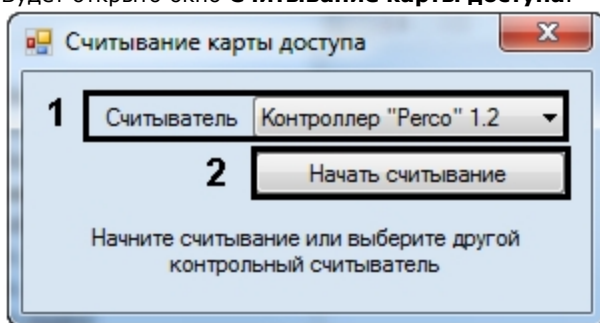 Будет открыто окно Считывание карты доступа.
Считывание карты доступа
1 Считыватель Контроллер "Perco" 1.2
2 Начать считывание
Начните считывание или выберите другой
контрольный считыватель